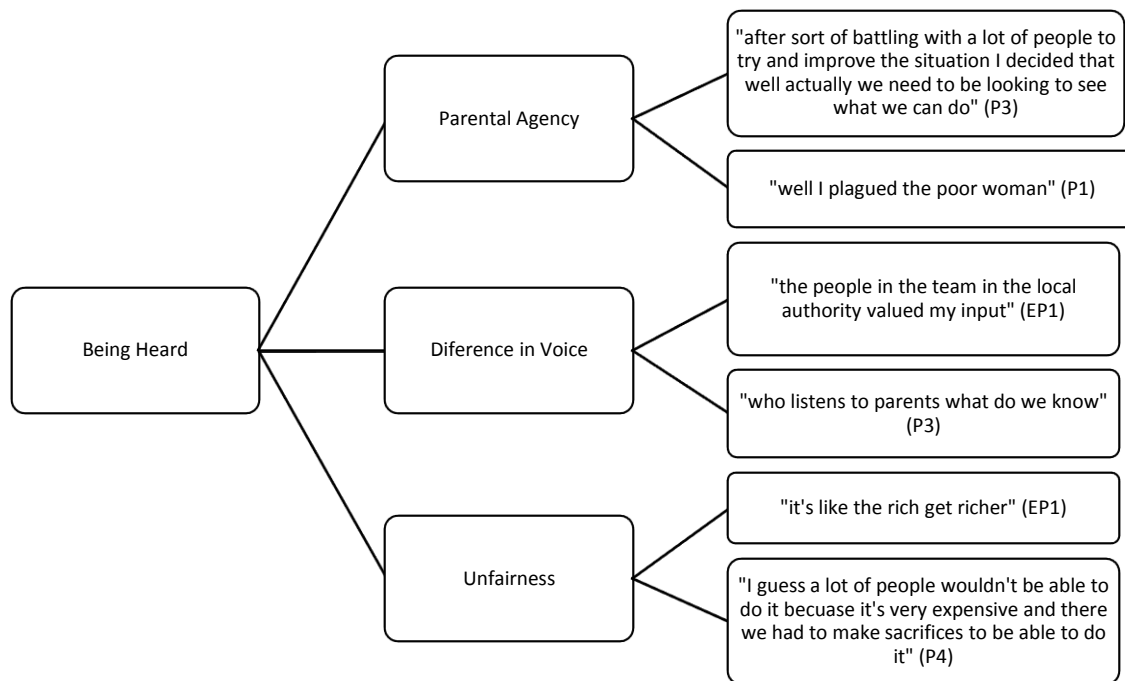 "after sort of battling with a lot of people to
try and improve the situation I decided that
well actually we need to be looking to see
what we can do" (P3)
Parental Agency
"well I plagued the poor woman" (P1)
"the people in the team in the local
authority valued my input" (EP1)
Being Heard
Diference in Voice
"who listens to parents what do we know"
(P3)
"it's like the rich get richer" (EP1)
Unfairness
"I guess a lot of people wouldn't be able to
do it becuase it's very expensive and there
we had to make sacrifices to be able to do
it" (P4)